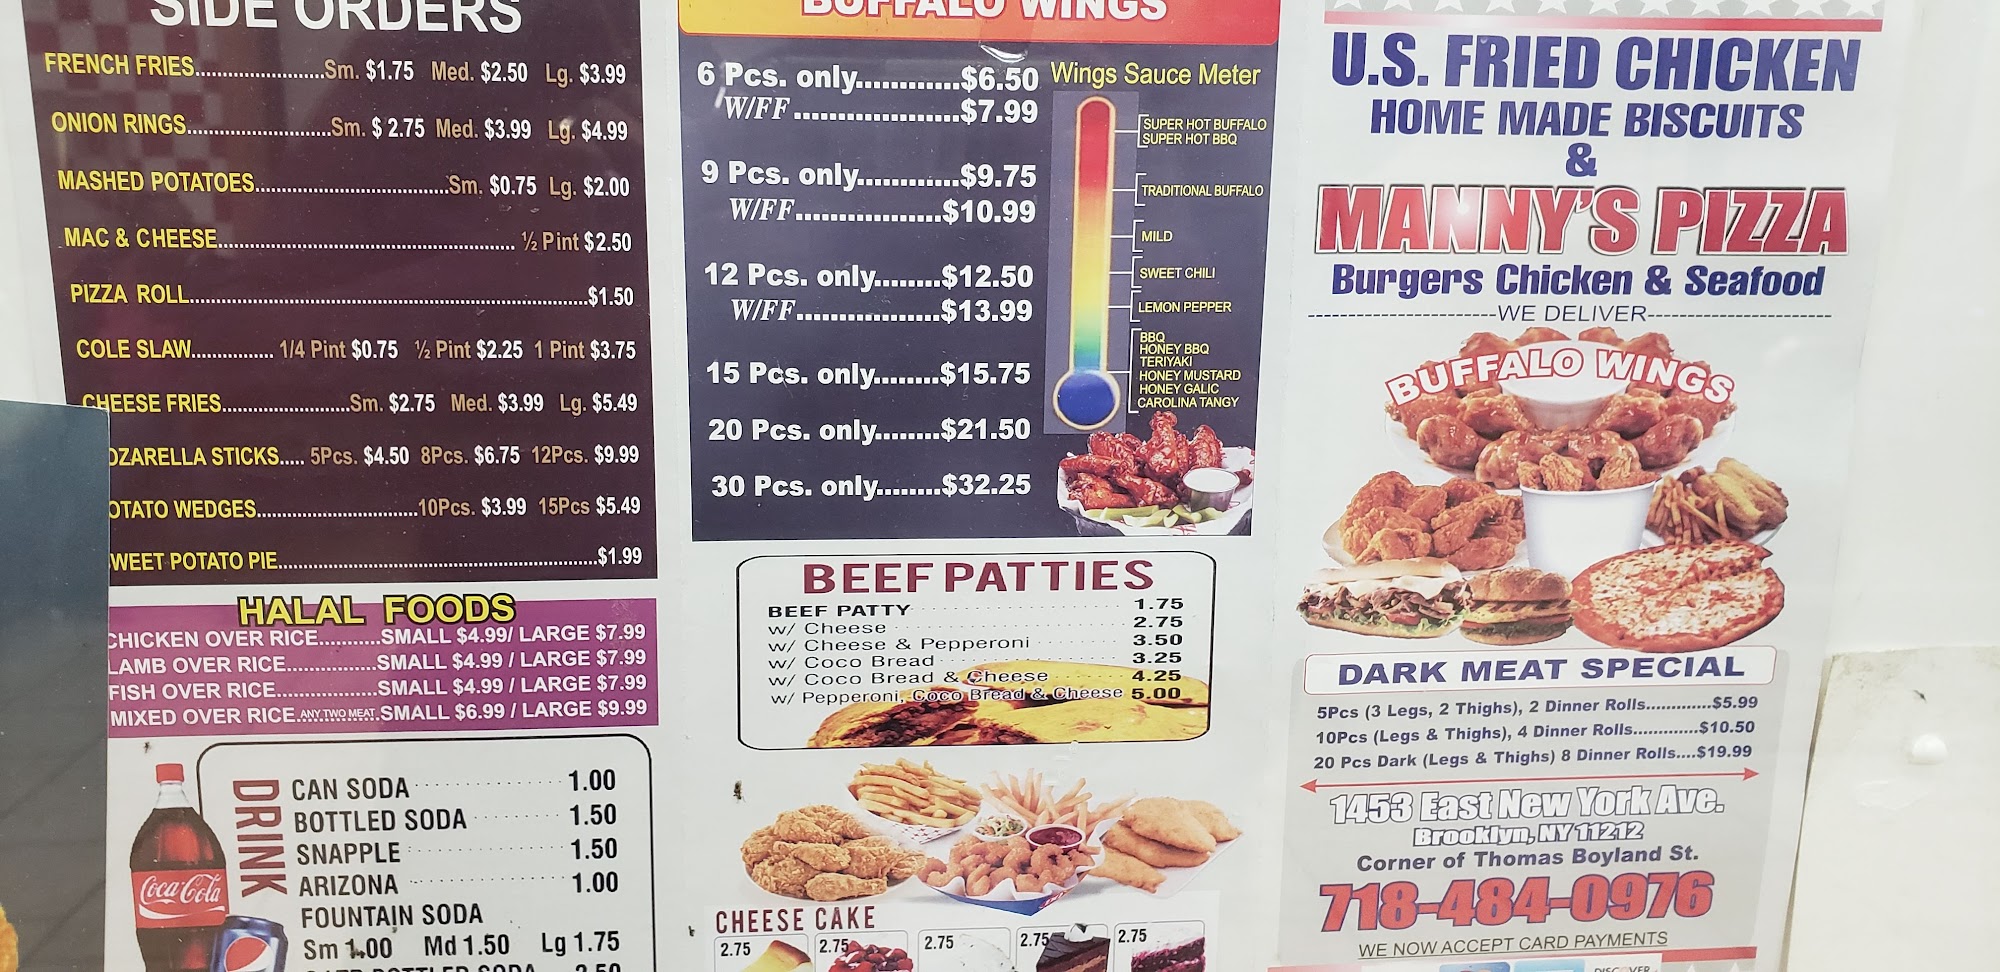 SIDE ORDERS
FRENCH FRIES........................Sm. $1.75 Med. $2.50 Lg. $3.99
ONION RINGS...........................Sm. $ 2.75 Med. $3.99 Lg. $4.99
MASHED POTATOES....................................Sm. $0.75 Lg. $2.00
MAC & CHEESE........................................................ ½ Pint $2.50
PIZZA ROLL...........................................................................$1.50
COLE SLAW............... 1/4 Pint $0.75 ½ Pint $2.25 1 Pint $3.75
CHEESE FRIES........................Sm. $2.75 Med. $3.99 Lg. $5.49
OZARELLA STICKS..... 5Pcs. $4.50 8Pcs. $6.75 12Pcs. $9.99
OTATO WEDGES..............................10Pcs. $3.99 15Pcs $5.49
WEET POTATO PIE............................................................$1.99
HALAL FOODS
CHICKEN OVER RICE...........SMALL $4.99/ LARGE $7.99
LAMB OVER RICE................SMALL $4.99 / LARGE $7.99
FISH OVER RICE..................SMALL $4.99 / LARGE $7.99
MIXED OVER RICE ANY TWO MEAT SMALL $6.99 / LARGE $9.99
DRINK
CAN SODA 1.00
BOTTLED SODA 1.50
SNAPPLE 1.50
ARIZONA 1.00
FOUNTAIN SODA
Sm 1.00 Md 1.50 Lg 1.75
BOTTLED SODA 2.50
Coca-Cola
pepsi
BUFFALO WINGS
6 Pcs. only............$6.50
W/FF ..................$7.99
9 Pcs. only............$9.75
W/FF................$10.99
12 Pcs. only........$12.50
W/FF................$13.99
15 Pcs. only........$15.75
20 Pcs. only........$21.50
30 Pcs. only........$32.25
Wings Sauce Meter
SUPER HOT BUFFALO
SUPER HOT BBQ
TRADITIONAL BUFFALO
MILD
SWEET CHILI
LEMON PEPPER
BBQ
HONEY BBQ
TERIYAKI
HONEY MUSTARD
HONEY GALIC
CAROLINA TANGY
BEEF PATTIES
BEEF PATTY 1.75
w/ Cheese 2.75
w/ Cheese & Pepperoni 3.50
w/ Coco Bread 3.25
w/ Coco Bread & Cheese 4.25
w/ Pepperoni, Coco Bread & Cheese 5.00
CHEESE CAKE
2.75 2.75 2.75 2.75 2.75
U.S. FRIED CHICKEN
HOME MADE BISCUITS
&
MANNY'S PIZZA
Burgers Chicken & Seafood
WE DELIVER
BUFFALO WINGS
DARK MEAT SPECIAL
5Pcs (3 Legs, 2 Thighs), 2 Dinner Rolls.............$5.99
10Pcs (Legs & Thighs), 4 Dinner Rolls.............$10.50
20 Pcs Dark (Legs & Thighs) 8 Dinner Rolls....$19.99
1453 East New York Ave.
Brooklyn, NY 11212
Corner of Thomas Boyland St.
718-484-0976
WE NOW ACCEPT CARD PAYMENTS
DISCOVER